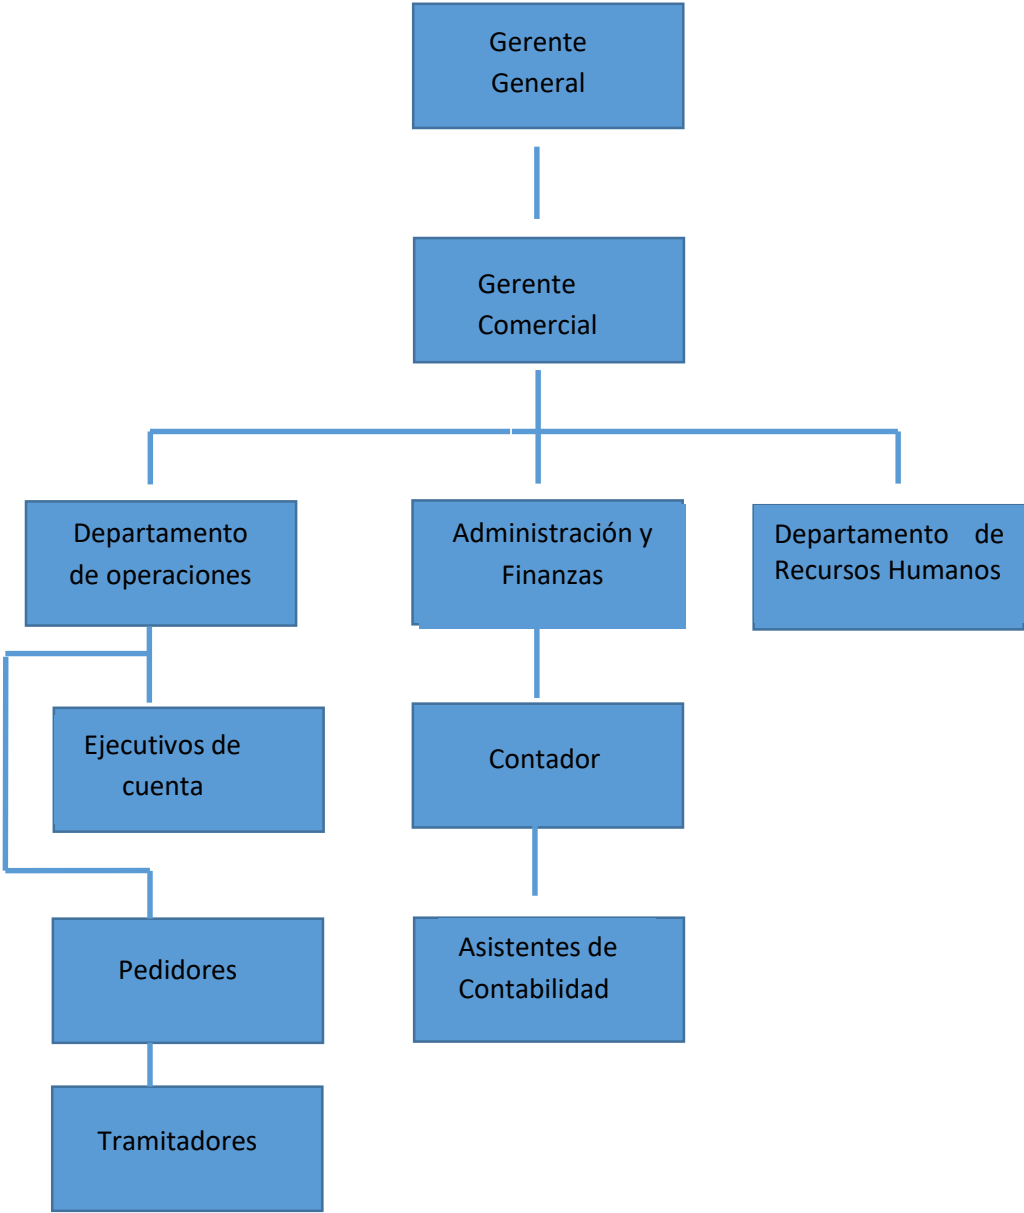 Gerente
General
Gerente
Comercial
Departamento
de operaciones
Administración y
Finanzas
Departamento de
Recursos Humanos
Ejecutivos de
cuenta
Contador
Pedidores
Asistentes de
Contabilidad
Tramitadores